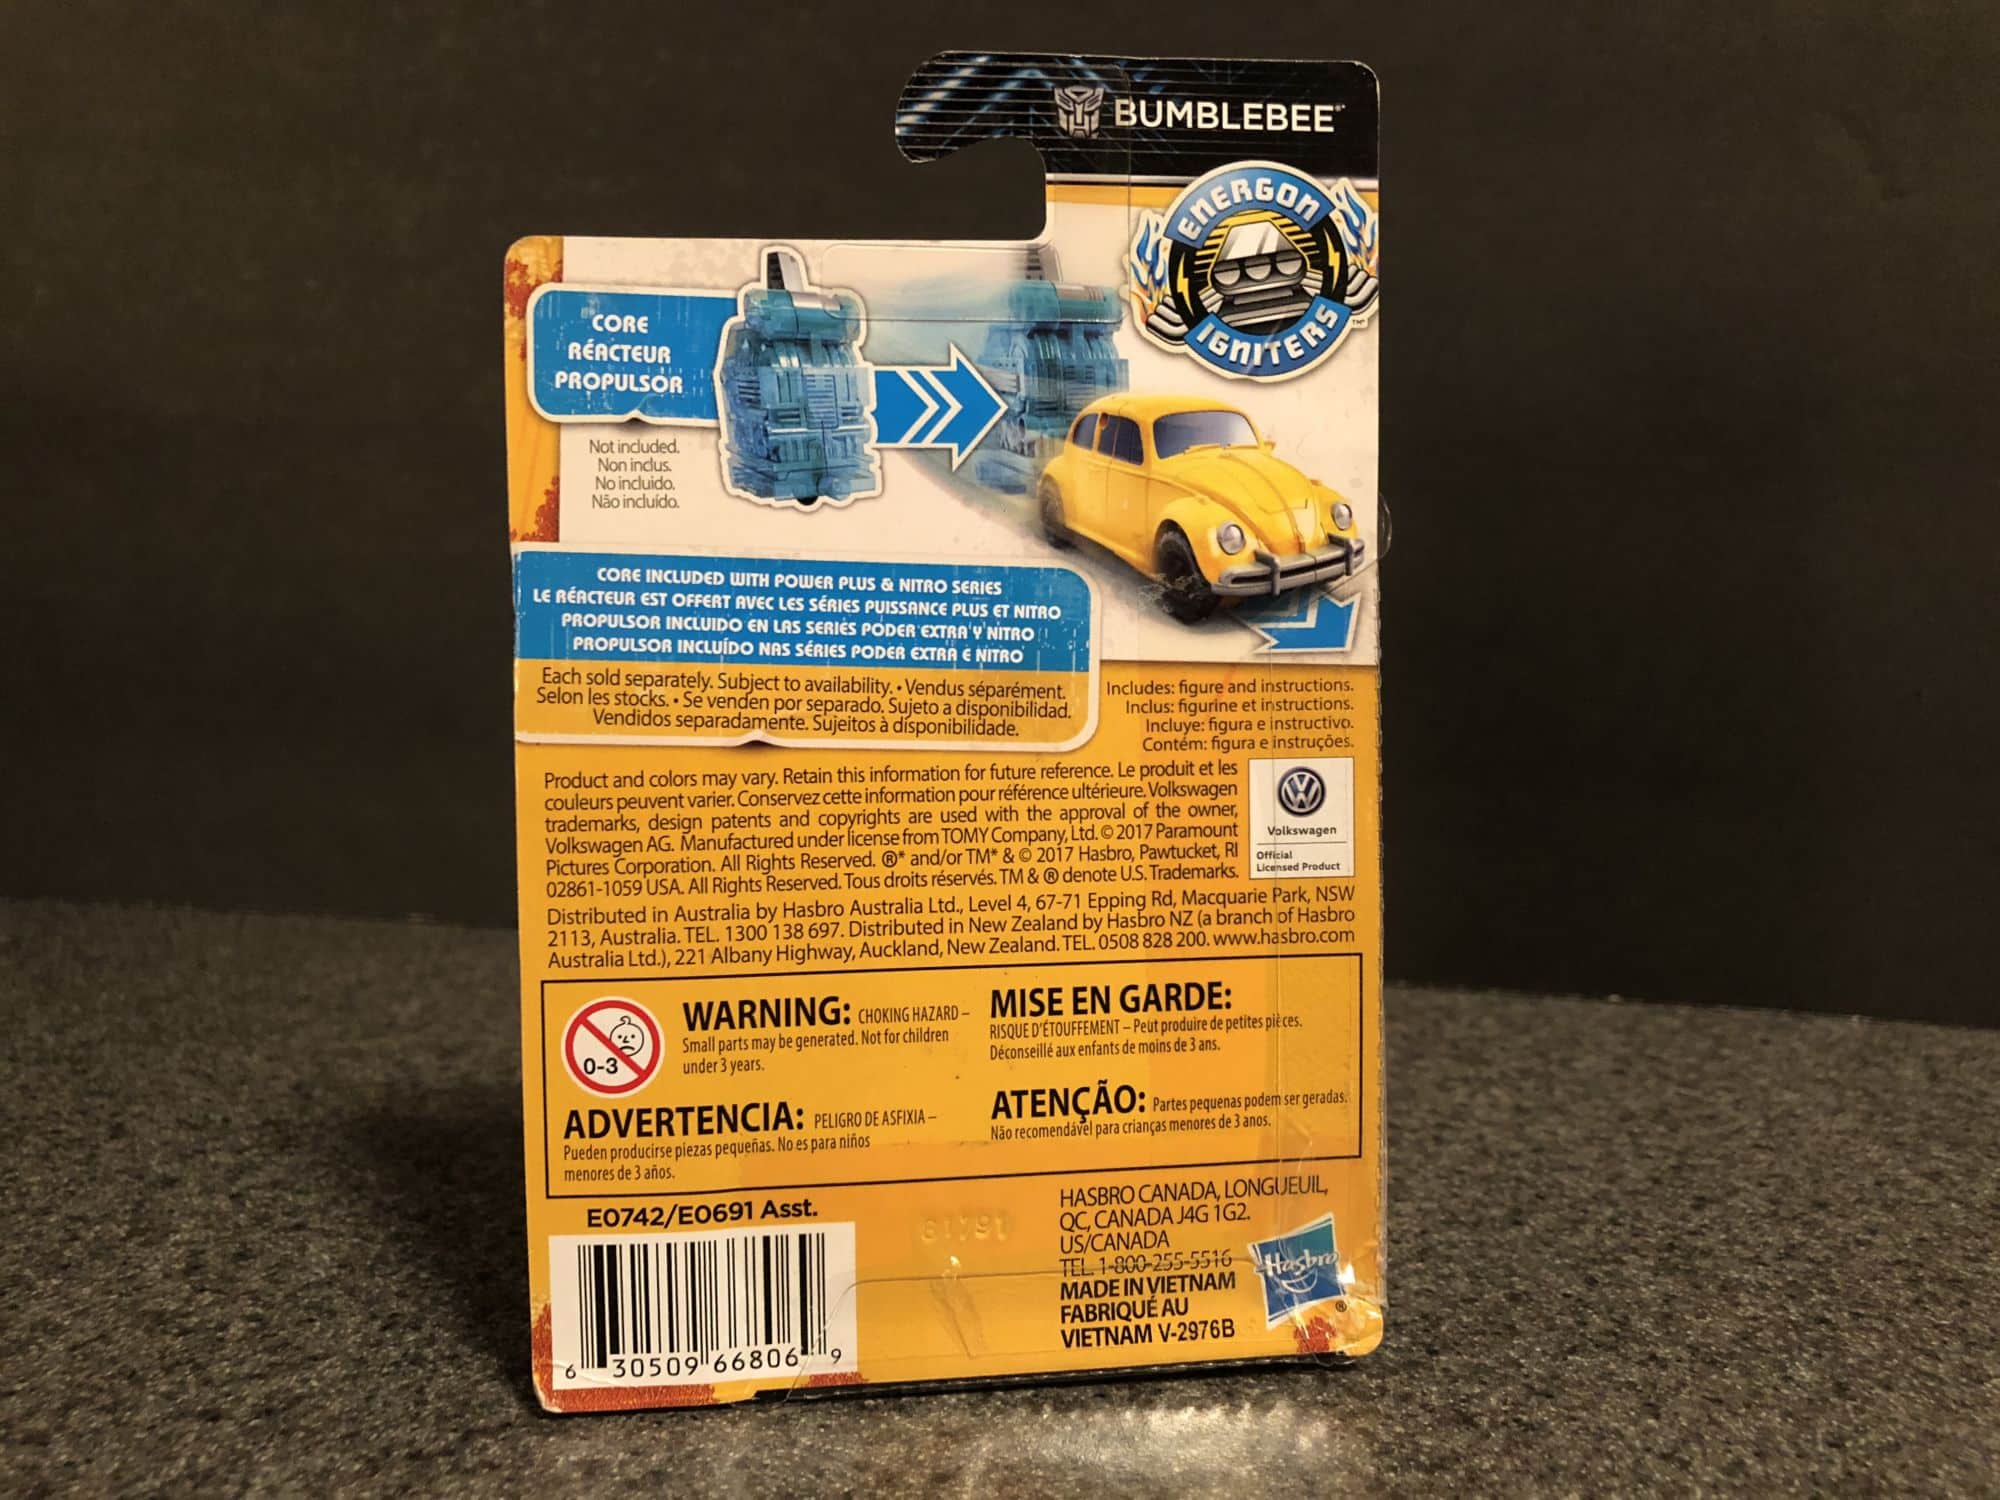 BUMBLEBEE
ENERGON
IGNITERS™
CORE
RÉACTEUR
PROPULSOR
Not included.
Non inclus.
No incluido.
Não incluído.
CORE INCLUDED WITH POWER PLUS & NITRO SERIES
LE RÉACTEUR EST OFFERT AVEC LES SÉRIES PUISSANCE PLUS ET NITRO
PROPULSOR INCLUIDO EN LAS SERIES PODER EXTRA Y NITRO
PROPULSOR INCLUÍDO NAS SÉRIES PODER EXTRA E NITRO
Each sold separately. Subject to availability. • Vendus séparément.
Selon les stocks. • Se venden por separado. Sujeto a disponibilidad.
Vendidos separadamente. Sujeitos à disponibilidade.
Includes: figure and instructions.
Inclus: figurine et instructions.
Incluye: figura e instructivo.
Contém: figura e instruções.
Product and colors may vary. Retain this information for future reference. Le produit et les
couleurs peuvent varier. Conservez cette information pour référence ultérieure. Volkswagen
trademarks, design patents and copyrights are used with the approval of the owner,
Volkswagen AG. Manufactured under license from TOMY Company, Ltd. © 2017 Paramount
Pictures Corporation. All Rights Reserved. ®* and/or TM* & © 2017 Hasbro, Pawtucket, RI
02861-1059 USA. All Rights Reserved. Tous droits réservés. TM & ® denote U.S. Trademarks.
Volkswagen
Official
Licensed Product
Distributed in Australia by Hasbro Australia Ltd., Level 4, 67-71 Epping Rd, Macquarie Park, NSW
2113, Australia. TEL. 1300 138 697. Distributed in New Zealand by Hasbro NZ (a branch of Hasbro
Australia Ltd.), 221 Albany Highway, Auckland, New Zealand. TEL. 0508 828 200. www.hasbro.com
0-3
WARNING: CHOKING HAZARD –
Small parts may be generated. Not for children
under 3 years.
MISE EN GARDE:
RISQUE D'ÉTOUFFEMENT – Peut produire de petites pièces.
Déconseillé aux enfants de moins de 3 ans.
ADVERTENCIA: PELIGRO DE ASFIXIA –
Pueden producirse piezas pequeñas. No es para niños
menores de 3 años.
ATENÇÃO: Partes pequenas podem ser geradas.
Não recomendável para crianças menores de 3 anos.
E0742/E0691 Asst.
6 30509 66806 9
HASBRO CANADA, LONGUEUIL,
QC, CANADA J4G 1G2.
US/CANADA
TEL. 1-800-255-5516
MADE IN VIETNAM
FABRIQUÉ AU
VIETNAM V-2976B
Hasbro
®